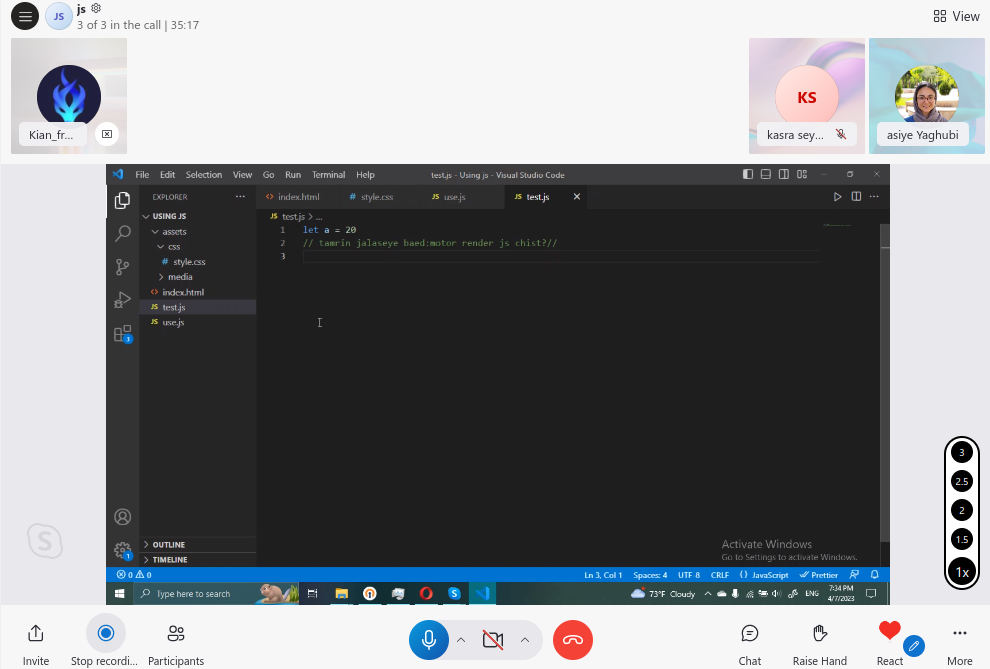 JS
js
3 of 3 in the call | 35:17
View
Kian_fr...
KS
kasra sey...
asiye Yaghubi
File Edit Selection View Go Run Terminal Help
test.js - Using js - Visual Studio Code
EXPLORER
USING JS
assets
css
# style.css
media
<> index.html
JS test.js
JS use.js
OUTLINE
TIMELINE
<> index.html
# style.css
JS use.js
JS test.js
JS test.js > ...
1 let a = 20
2 // tamrin jalaseye baed:motor render js chist?//
3
3
1
Activate Windows
Go to Settings to activate Windows.
0 0
Ln 3, Col 1 Spaces: 4 UTF-8 CRLF {} JavaScript Prettier
Type here to search
73°F Cloudy
ENG
7:34 PM
4/7/2023
3
2.5
2
1.5
1x
Invite
Stop recordi...
Participants
Chat
Raise Hand
React
More